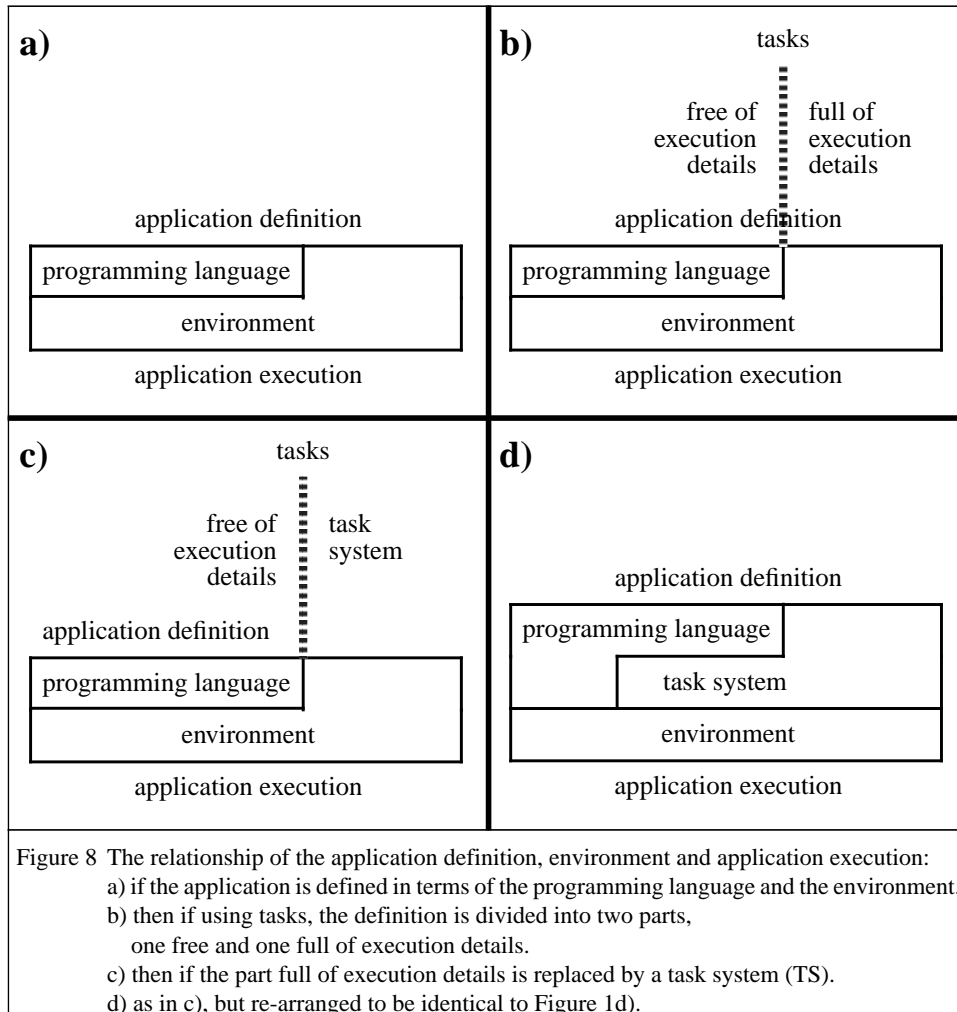 a)
application definition
programming language
environment
application execution
b)
tasks
free of
execution
details
full of
execution
details
application definition
programming language
environment
application execution
c)
tasks
free of
execution
details
task
system
application definition
programming language
environment
application execution
d)
application definition
programming language
task system
environment
application execution
Figure 8 The relationship of the application definition, environment and application execution:
a) if the application is defined in terms of the programming language and the environment.
b) then if using tasks, the definition is divided into two parts,
one free and one full of execution details.
c) then if the part full of execution details is replaced by a task system (TS).
d) as in c), but re-arranged to be identical to Figure 1d).